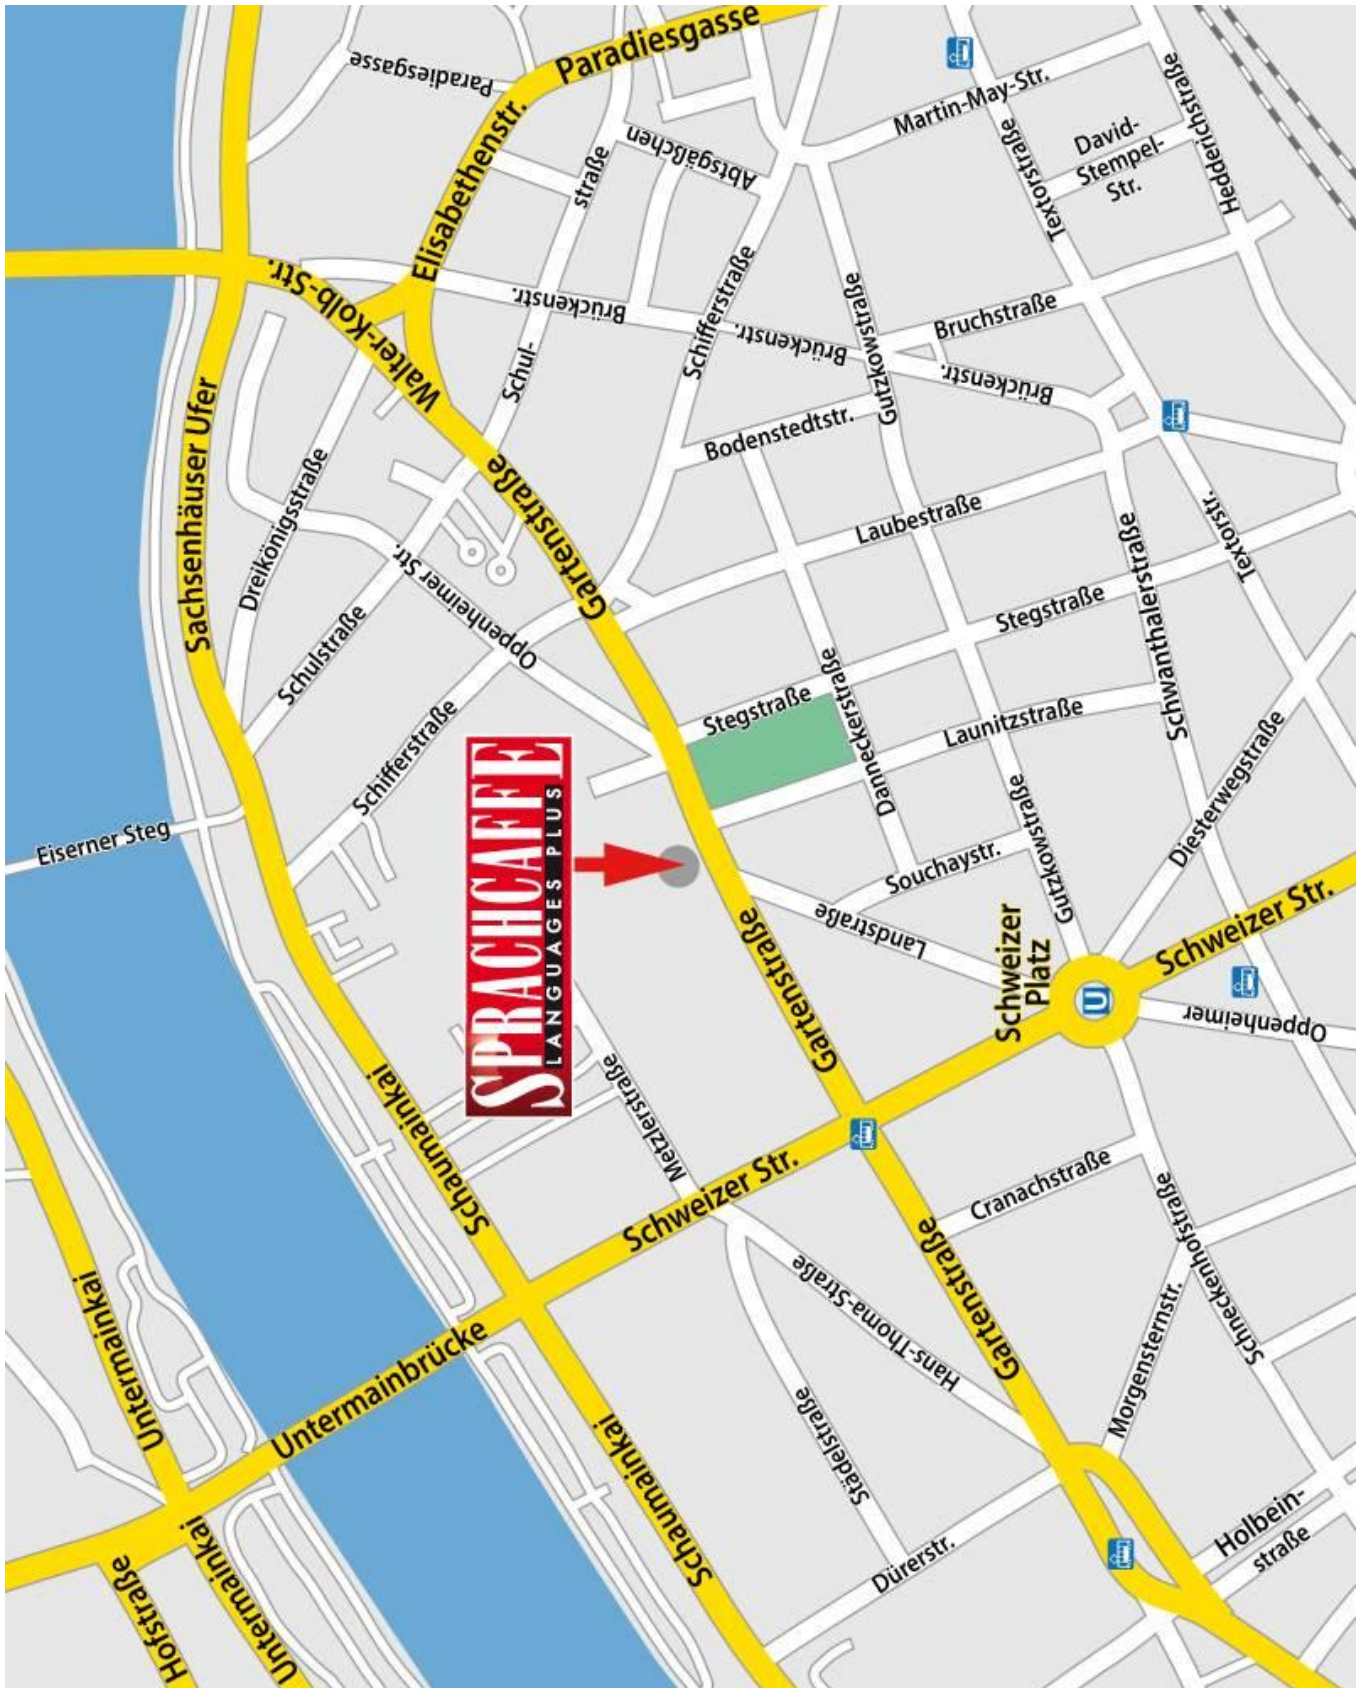 Paradiesgasse
Paradiesgasse
Elisabethenstr.
Martin-May-Str.
Hedderichstraße
Textorstraße
David-
Stempel-
Str.
Abtsgäßchen
straße
Schul-
Walter-Kolb-Str.
Brückenstr.
Brückenstr.
Brückenstr.
Schifferstraße
Gutzkowstraße
Bruchstraße
Sachsenhäuser Ufer
Dreikönigsstraße
Bodenstedtstr.
Gartenstraße
Laubestraße
Textorstr.
Schwanthalerstraße
Oppenheimer Str.
Schulstraße
Stegstraße
Stegstraße
Danneckerstraße
Schifferstraße
Launitzstraße
Diesterwegstraße
Eiserner Steg
SPRACHCAFFE
LANGUAGES PLUS
Souchaystr.
Gutzkowstraße
Landstraße
Gartenstraße
Schweizer
Platz
U
Schweizer Str.
Oppenheimer
Schaumainkai
Metzlerstraße
Schweizer Str.
Cranachstraße
Schneckenhofstraße
Gartenstraße
Hans-Thoma-Straße
Morgensternstr.
Untermainkai
Untermainbrücke
Städelstraße
Schaumainkai
Dürerstr.
Holbein-
straße
Hofstraße
Untermainkai